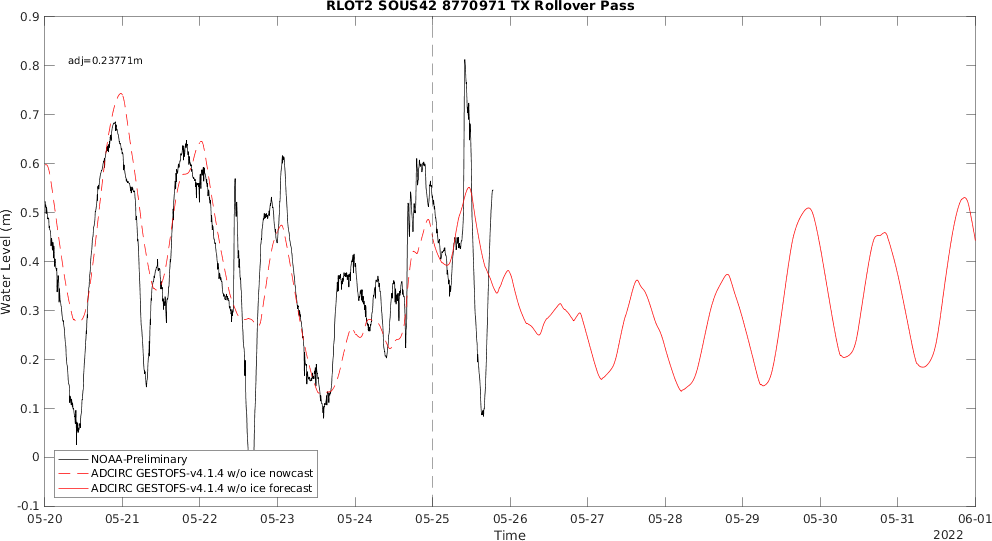 RLOT2 SOUS42 8770971 TX Rollover Pass
0.9
0.8
0.7
0.6
0.5
0.4
0.3
0.2
0.1
0
-0.1
Water Level (m)
adj=0.23771m
NOAA-Preliminary
ADCIRC GESTOFS-v4.1.4 w/o ice nowcast
ADCIRC GESTOFS-v4.1.4 w/o ice forecast
05-20 05-21 05-22 05-23 05-24 05-25 05-26 05-27 05-28 05-29 05-30 05-31 06-01
Time
2022